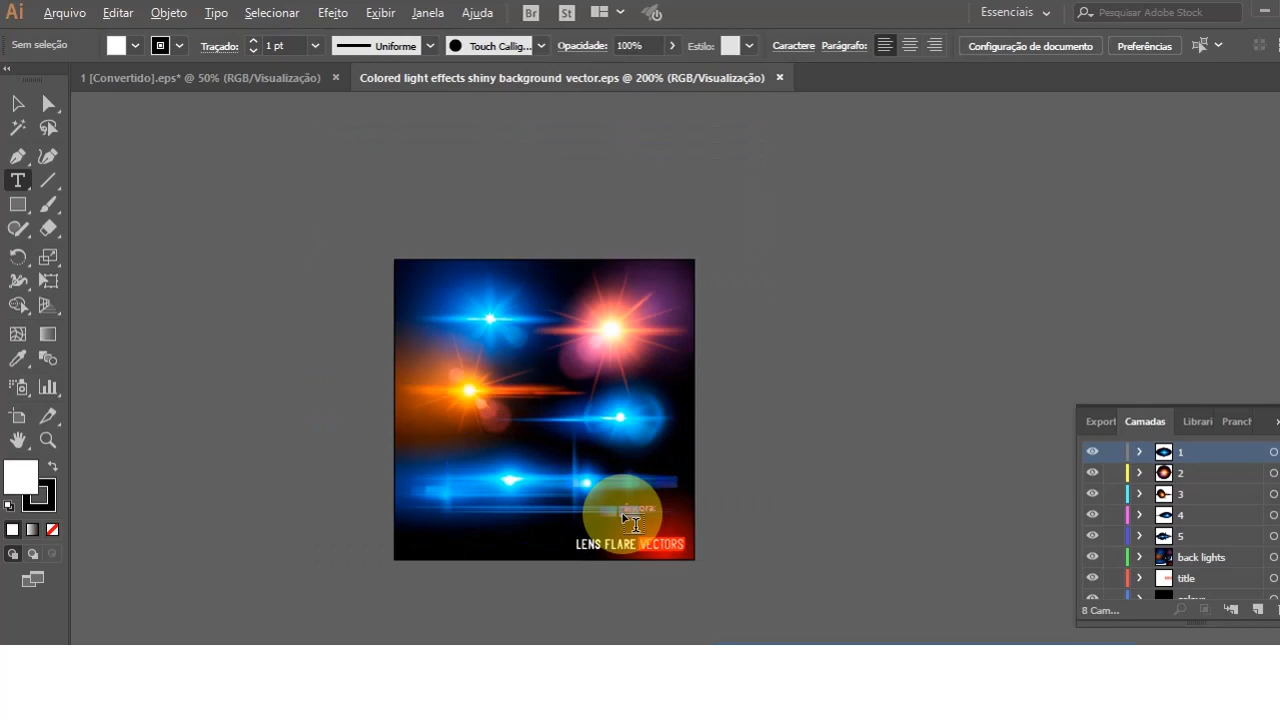 Ai Arquivo Editar Objeto Tipo Selecionar Efeito Exibir Janela Ajuda Br St Essenciais Pesquisar Adobe Stock
Sem seleção Traçado: 1 pt Uniforme Touch Callig... Opacidade: 100% Estilo: Caractere Parágrafo: Configuração de documento Preferências
1 [Convertido].eps* @ 50% (RGB/Visualização) × Colored light effects shiny background vector.eps @ 200% (RGB/Visualização) ×
T
Export Camadas Librari Pranch
1
2
3
4
5
back lights
title
8 Cam...
LENS FLARE VECTORS